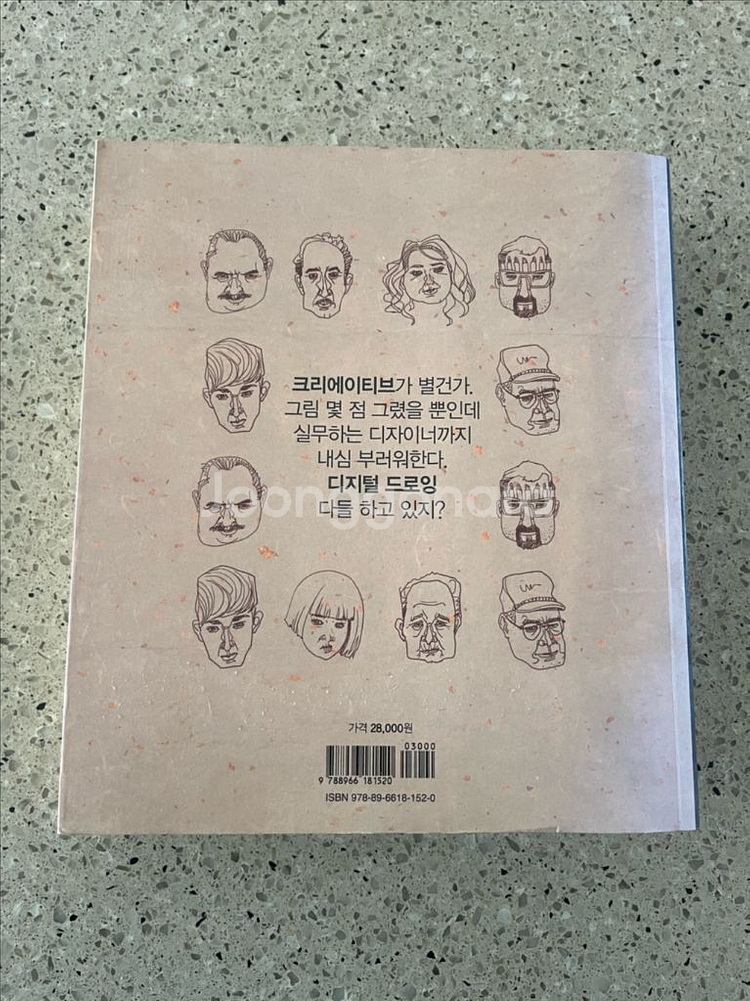 크리에이티브가 별건가.
그림 몇 점 그렸을 뿐인데
실무하는 디자이너까지
내심 부러워한다.
디지털 드로잉
다들 하고 있지?
가격 28,000원
03000
9 788966 181520
ISBN 978-89-6618-152-0